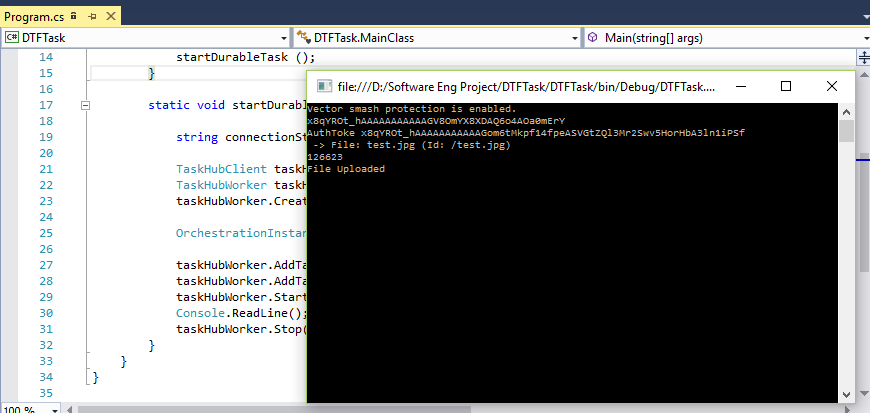 Program.cs
DTFTask
DTFTask.MainClass
Main(string[] args)
14 startDurableTask ();
15 }
16
17 static void startDurabl
18
19 string connectionSt
20
21 TaskHubClient taskH
22 TaskHubWorker taskH
23 taskHubWorker.Creat
24
25 OrchestrationInstan
26
27 taskHubWorker.AddTa
28 taskHubWorker.AddTa
29 taskHubWorker.Start
30 Console.ReadLine();
31 taskHubWorker.Stop(
32 }
33 }
34 }
35
100 %
file:///D:/Software Eng Project/DTFTask/DTFTask/bin/Debug/DTFTask....
Vector smash protection is enabled.
x8qYROt_hAAAAAAAAAAAGV8OmYX8XDAQ6o4AOa0mErY
AuthToke x8qYROt_hAAAAAAAAAAAGom6tMkpf14fpeASVGtZQl3Mr2Swv5HorHbA3ln1iPSf
-> File: test.jpg (Id: /test.jpg)
126623
File Uploaded